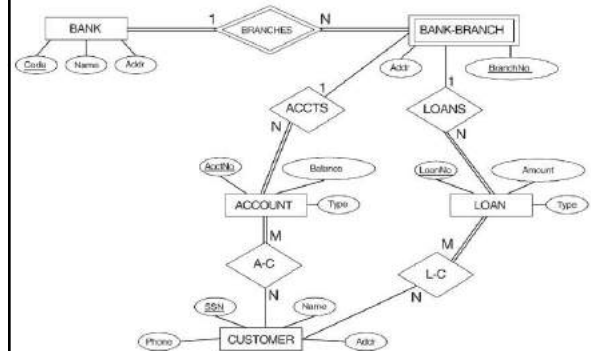 1 N
BANK BRANCHES BANK-BRANCH
Code Name Addr Addr BranchNo
1 1
ACCTS LOANS
N N
AcctNo Balance LoanNo Amount
ACCOUNT Type LOAN Type
M M
A-C L-C
N N
SSN Name
Phone CUSTOMER Addr